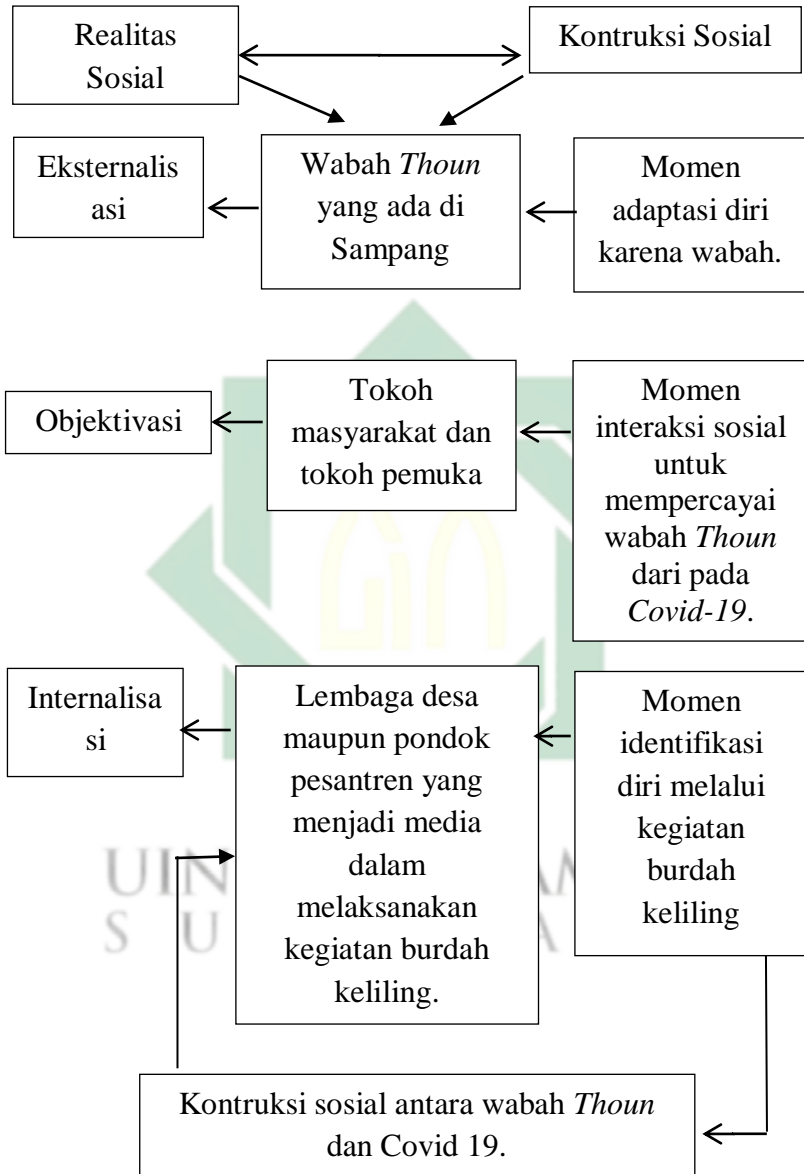 Realitas
Sosial
Kontruksi Sosial
Eksternalis
asi
Wabah Thoun
yang ada di
Sampang
Momen
adaptasi diri
karena wabah.
Objektivasi
Tokoh
masyarakat dan
tokoh pemuka
Momen
interaksi sosial
untuk
mempercayai
wabah Thoun
dari pada
Covid-19.
Internalisa
si
Lembaga desa
maupun pondok
pesantren yang
menjadi media
dalam
melaksanakan
kegiatan burdah
keliling.
Momen
identifikasi
diri melalui
kegiatan
burdah
keliling
UIN
Kontruksi sosial antara wabah Thoun
dan Covid 19.